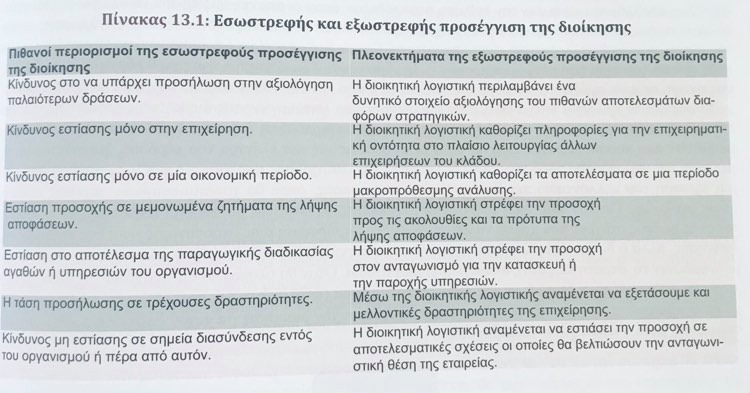 Πίνακας 13.1: Εσωστρεφής και εξωστρεφής προσέγγιση της διοίκησης
Πιθανοί περιορισμοί της εσωστρεφούς προσέγγισης
της διοίκησης
Πλεονεκτήματα της εξωστρεφούς προσέγγισης της διοίκησης
Κίνδυνος στο να υπάρχει προσήλωση στην αξιολόγηση
παλαιότερων δράσεων.
Η διοικητική λογιστική περιλαμβάνει ένα
δυνητικό στοιχείο αξιολόγησης του πιθανών αποτελεσμάτων δια-
φόρων στρατηγικών.
Κίνδυνος εστίασης μόνο στην επιχείρηση.
Η διοικητική λογιστική καθορίζει πληροφορίες για την επιχειρηματι-
κή οντότητα στο πλαίσιο λειτουργίας άλλων
επιχειρήσεων του κλάδου.
Κίνδυνος εστίασης μόνο σε μία οικονομική περίοδο.
Η διοικητική λογιστική καθορίζει τα αποτελέσματα σε μια περίοδο
μακροπρόθεσμης ανάλυσης.
Εστίαση προσοχής σε μεμονωμένα ζητήματα της λήψης
αποφάσεων.
Η διοικητική λογιστική στρέφει την προσοχή
προς τις ακολουθίες και τα πρότυπα της
λήψης αποφάσεων.
Εστίαση στο αποτέλεσμα της παραγωγικής διαδικασίας
αγαθών ή υπηρεσιών του οργανισμού.
Η διοικητική λογιστική στρέφει την προσοχή
στον ανταγωνισμό για την κατασκευή ή
την παροχής υπηρεσιών.
Η τάση προσήλωσης σε τρέχουσες δραστηριότητες.
Μέσω της διοικητικής λογιστικής αναμένεται να εξετάσουμε και
μελλοντικές δραστηριότητες της επιχείρησης.
Κίνδυνος μη εστίασης σε σημεία διασύνδεσης εντός
του οργανισμού ή πέρα από αυτόν.
Η διοικητική λογιστική αναμένεται να εστιάσει την προσοχή σε
αποτελεσματικές σχέσεις οι οποίες θα βελτιώσουν την ανταγωνι-
στική θέση της εταιρείας.